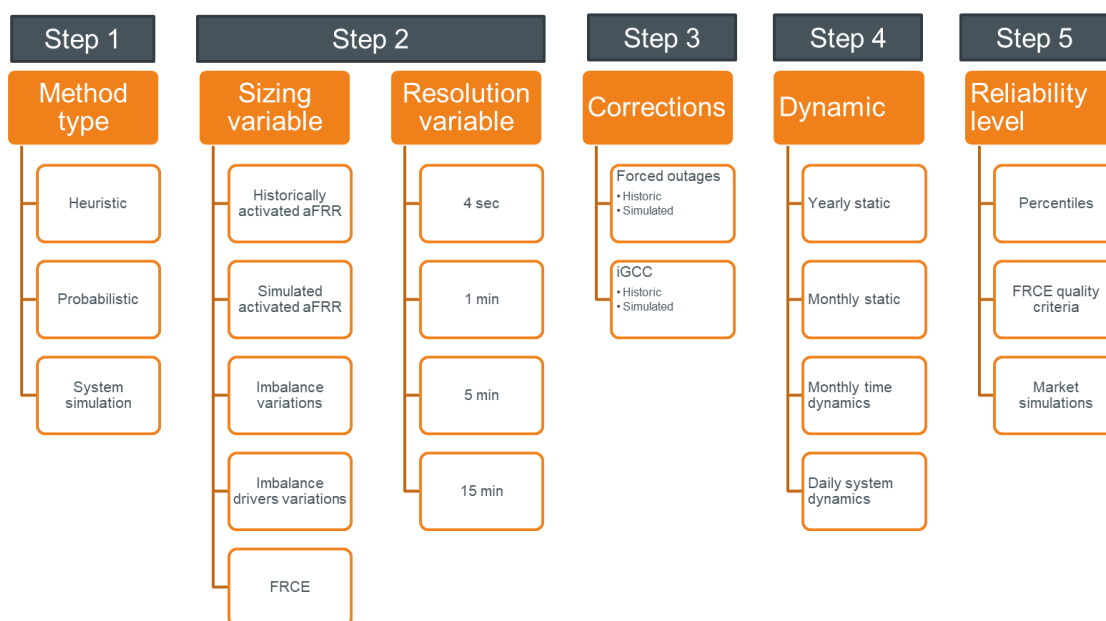 Step 1
Step 2
Step 3
Step 4
Step 5
Method
type
Sizing
variable
Resolution
variable
Corrections
Dynamic
Reliability
level
Heuristic
Probabilistic
System
simulation
Historically
activated aFRR
Simulated
activated aFRR
Imbalance
variations
Imbalance
drivers variations
FRCE
4 sec
1 min
5 min
15 min
Forced outages
• Historic
• Simulated
iGCC
• Historic
• Simulated
Yearly static
Monthly static
Monthly time
dynamics
Daily system
dynamics
Percentiles
FRCE quality
criteria
Market
simulations